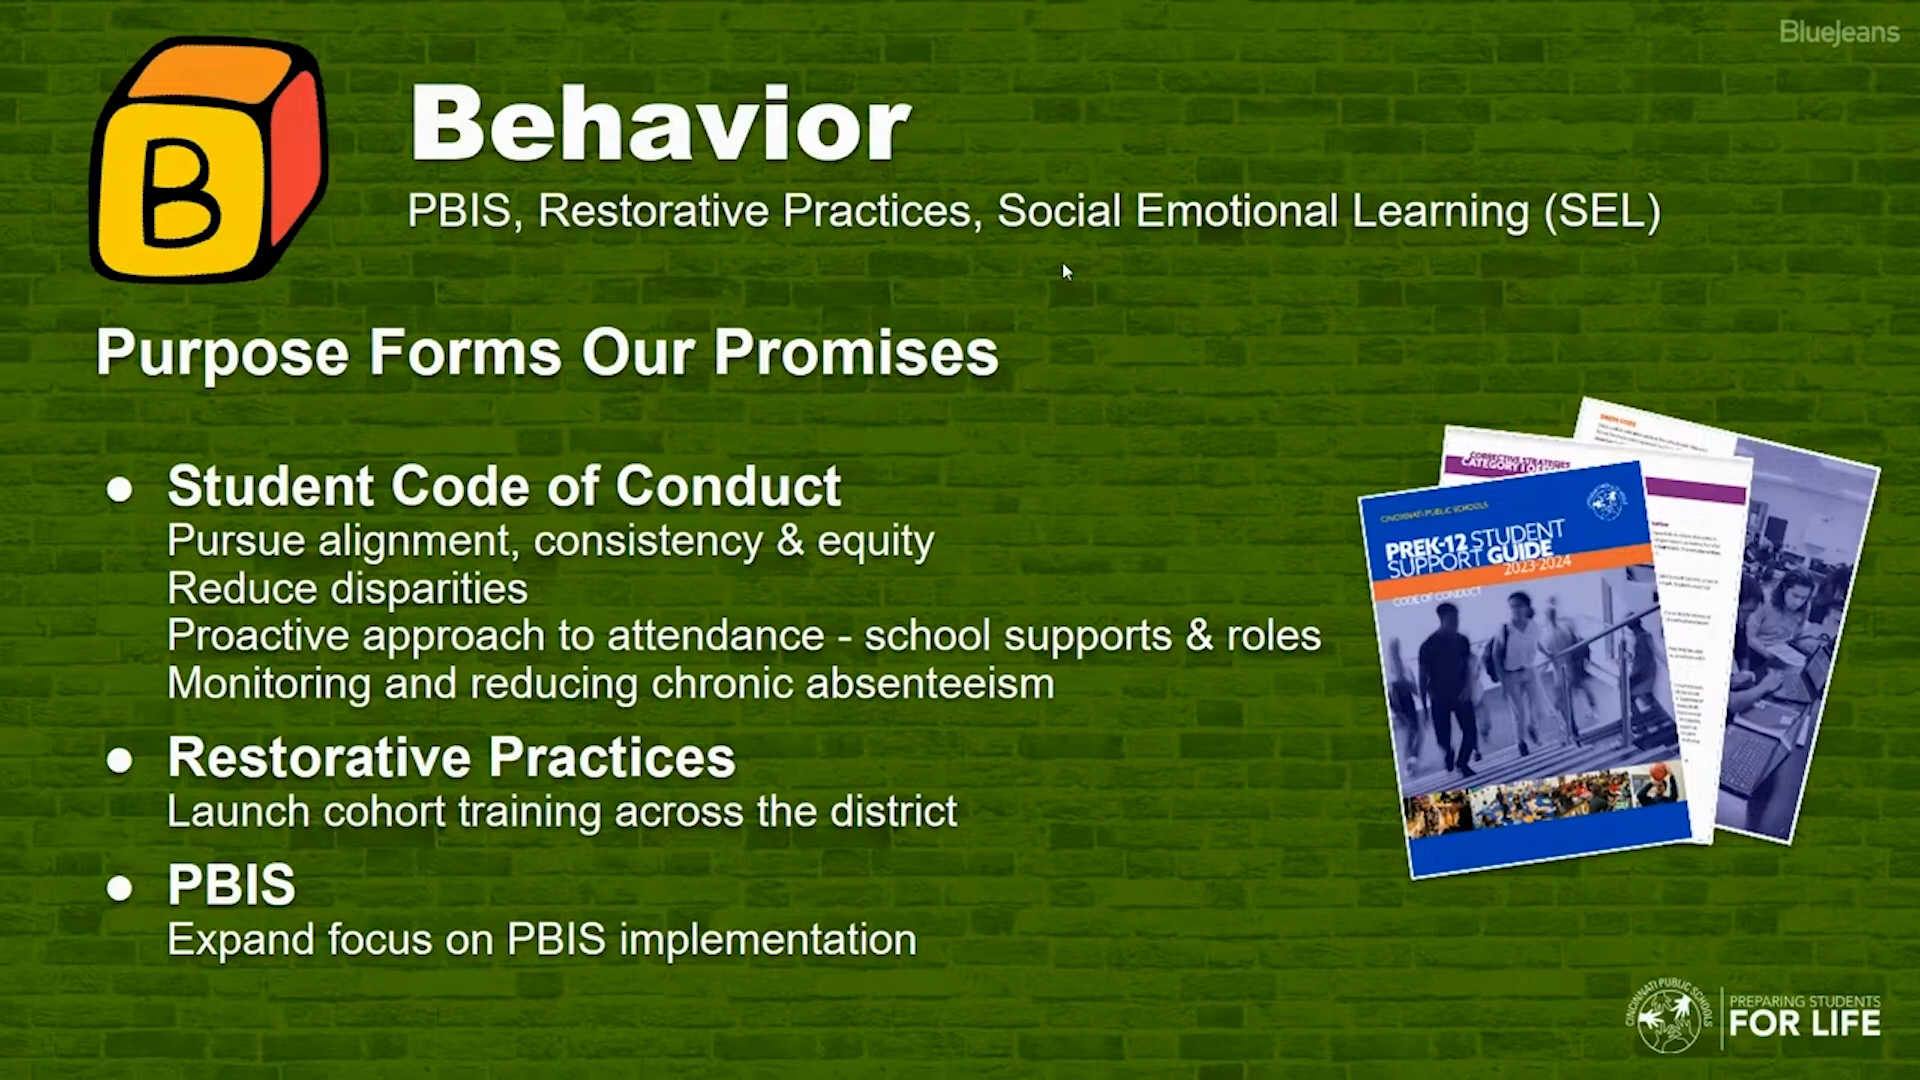 BlueJeans
B
Behavior
PBIS, Restorative Practices, Social Emotional Learning (SEL)
Purpose Forms Our Promises
● Student Code of Conduct
Pursue alignment, consistency & equity
Reduce disparities
Proactive approach to attendance - school supports & roles
Monitoring and reducing chronic absenteeism
● Restorative Practices
Launch cohort training across the district
● PBIS
Expand focus on PBIS implementation
CORRECTIVE STRATEGIES
CATEGORY I
CINCINNATI PUBLIC SCHOOLS
PREK-12 STUDENT
SUPPORT GUIDE
2023-2024
CODE OF CONDUCT
CINCINNATI PUBLIC SCHOOLS
PREPARING STUDENTS
FOR LIFE